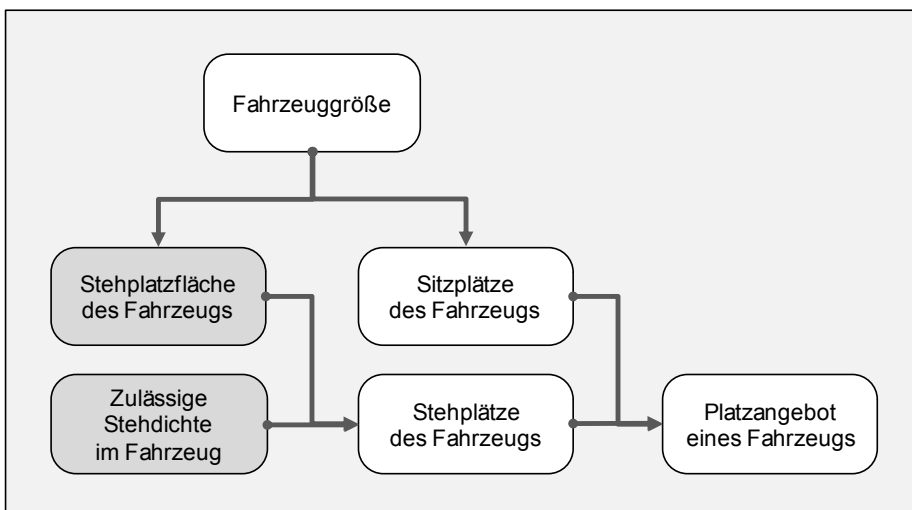 Fahrzeuggröße
Stehplatzfläche
des Fahrzeugs
Sitzplätze
des Fahrzeugs
Zulässige
Stehdichte
im Fahrzeug
Stehplätze
des Fahrzeugs
Platzangebot
eines Fahrzeugs